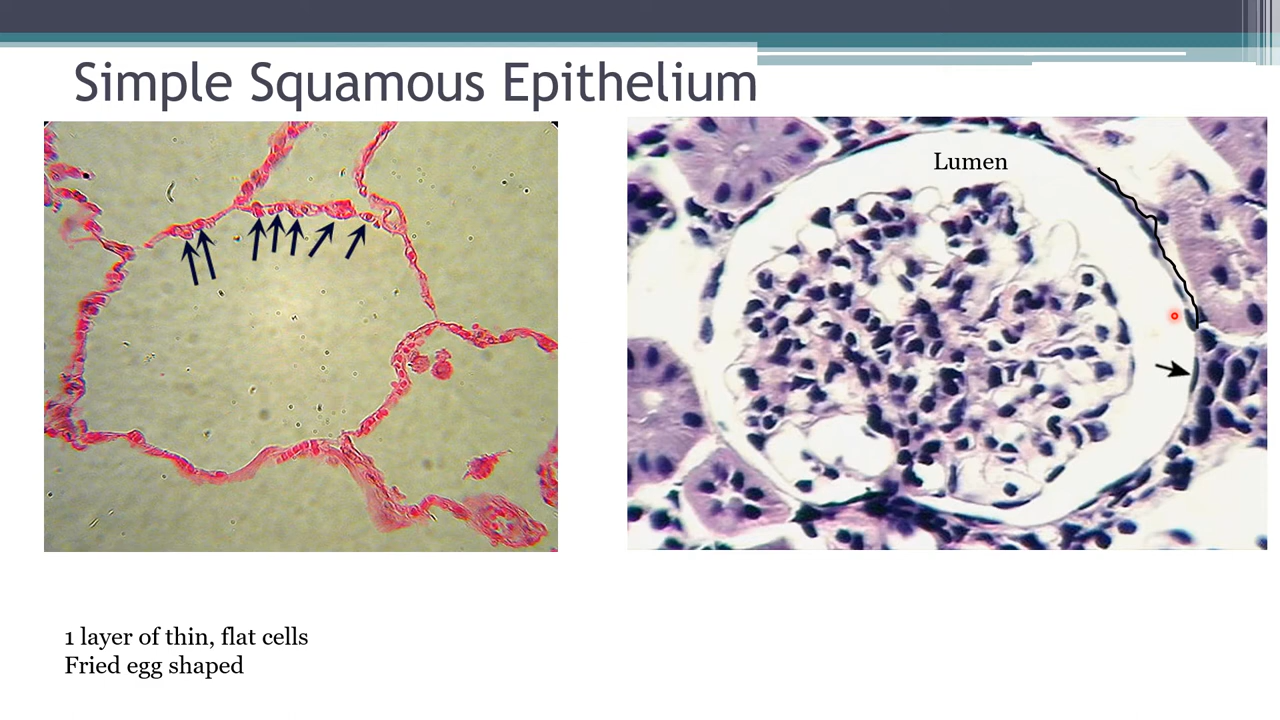 Simple Squamous Epithelium
Lumen
1 layer of thin, flat cells
Fried egg shaped